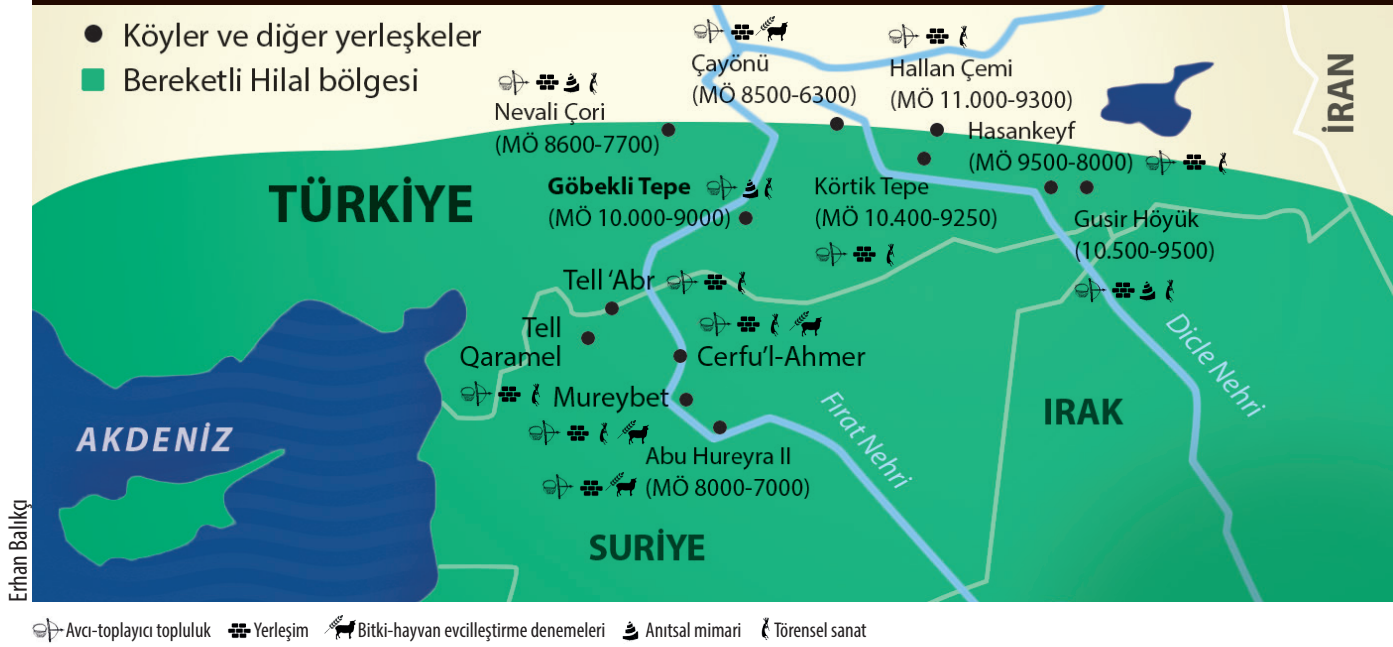 Köyler ve diğer yerleşkeler
Bereketli Hilal bölgesi
Çayönü
(MÖ 8500-6300)
Hallan Çemi
(MÖ 11.000-9300)
İRAN
Nevali Çori
(MÖ 8600-7700)
Hasankeyf
(MÖ 9500-8000)
TÜRKİYE
Göbekli Tepe
(MÖ 10.000-9000)
Körtik Tepe
(MÖ 10.400-9250)
Gusir Höyük
(10.500-9500)
Tell ‘Abr
Tell
Qaramel
Cerfu’l-Ahmer
Dicle Nehri
Mureybet
Fırat Nehri
IRAK
AKDENİZ
Abu Hureyra II
(MÖ 8000-7000)
SURİYE
Erhan Balıkçı
Avcı-toplayıcı topluluk Yerleşim Bitki-hayvan evcilleştirme denemeleri Anıtsal mimari Törensel sanat